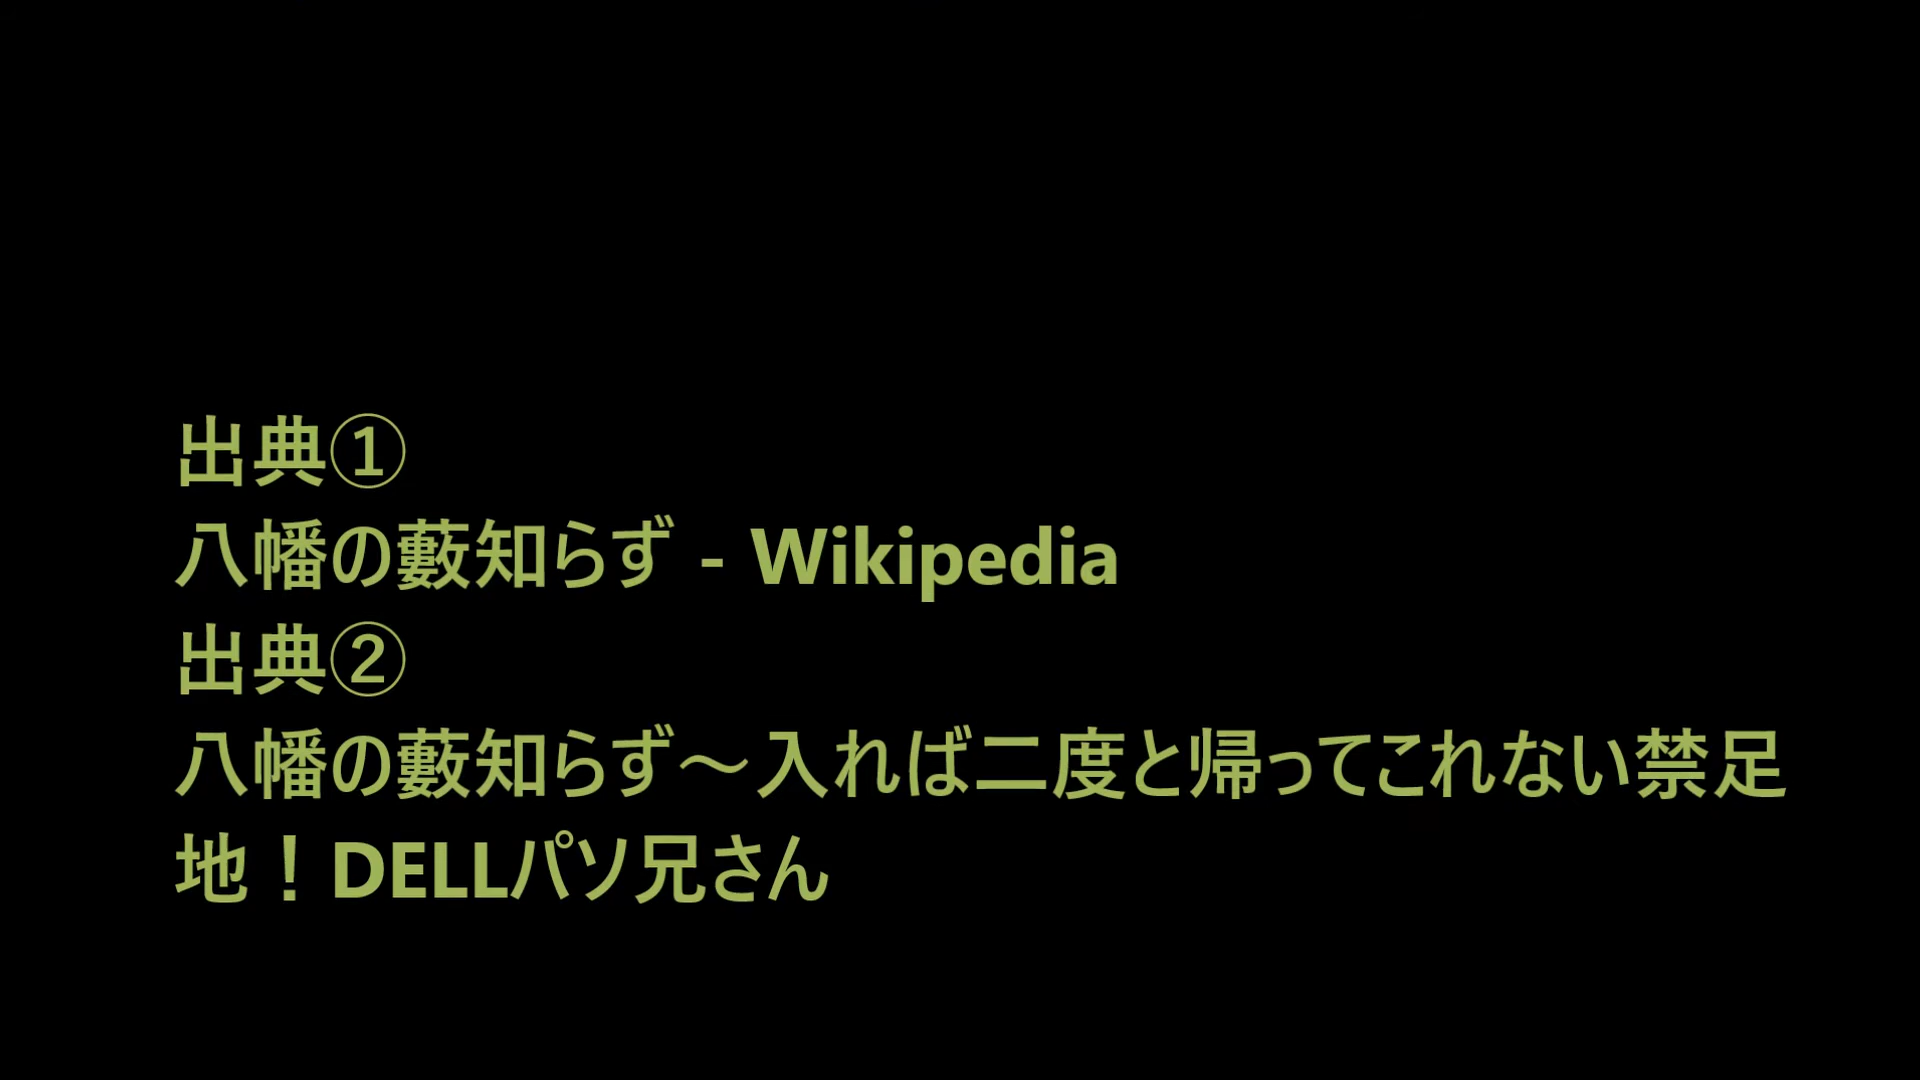 出典①
八幡の藪知らず - Wikipedia
出典②
八幡の藪知らず～入れば二度と帰ってこれない禁足
地！DELLパソ兄さん